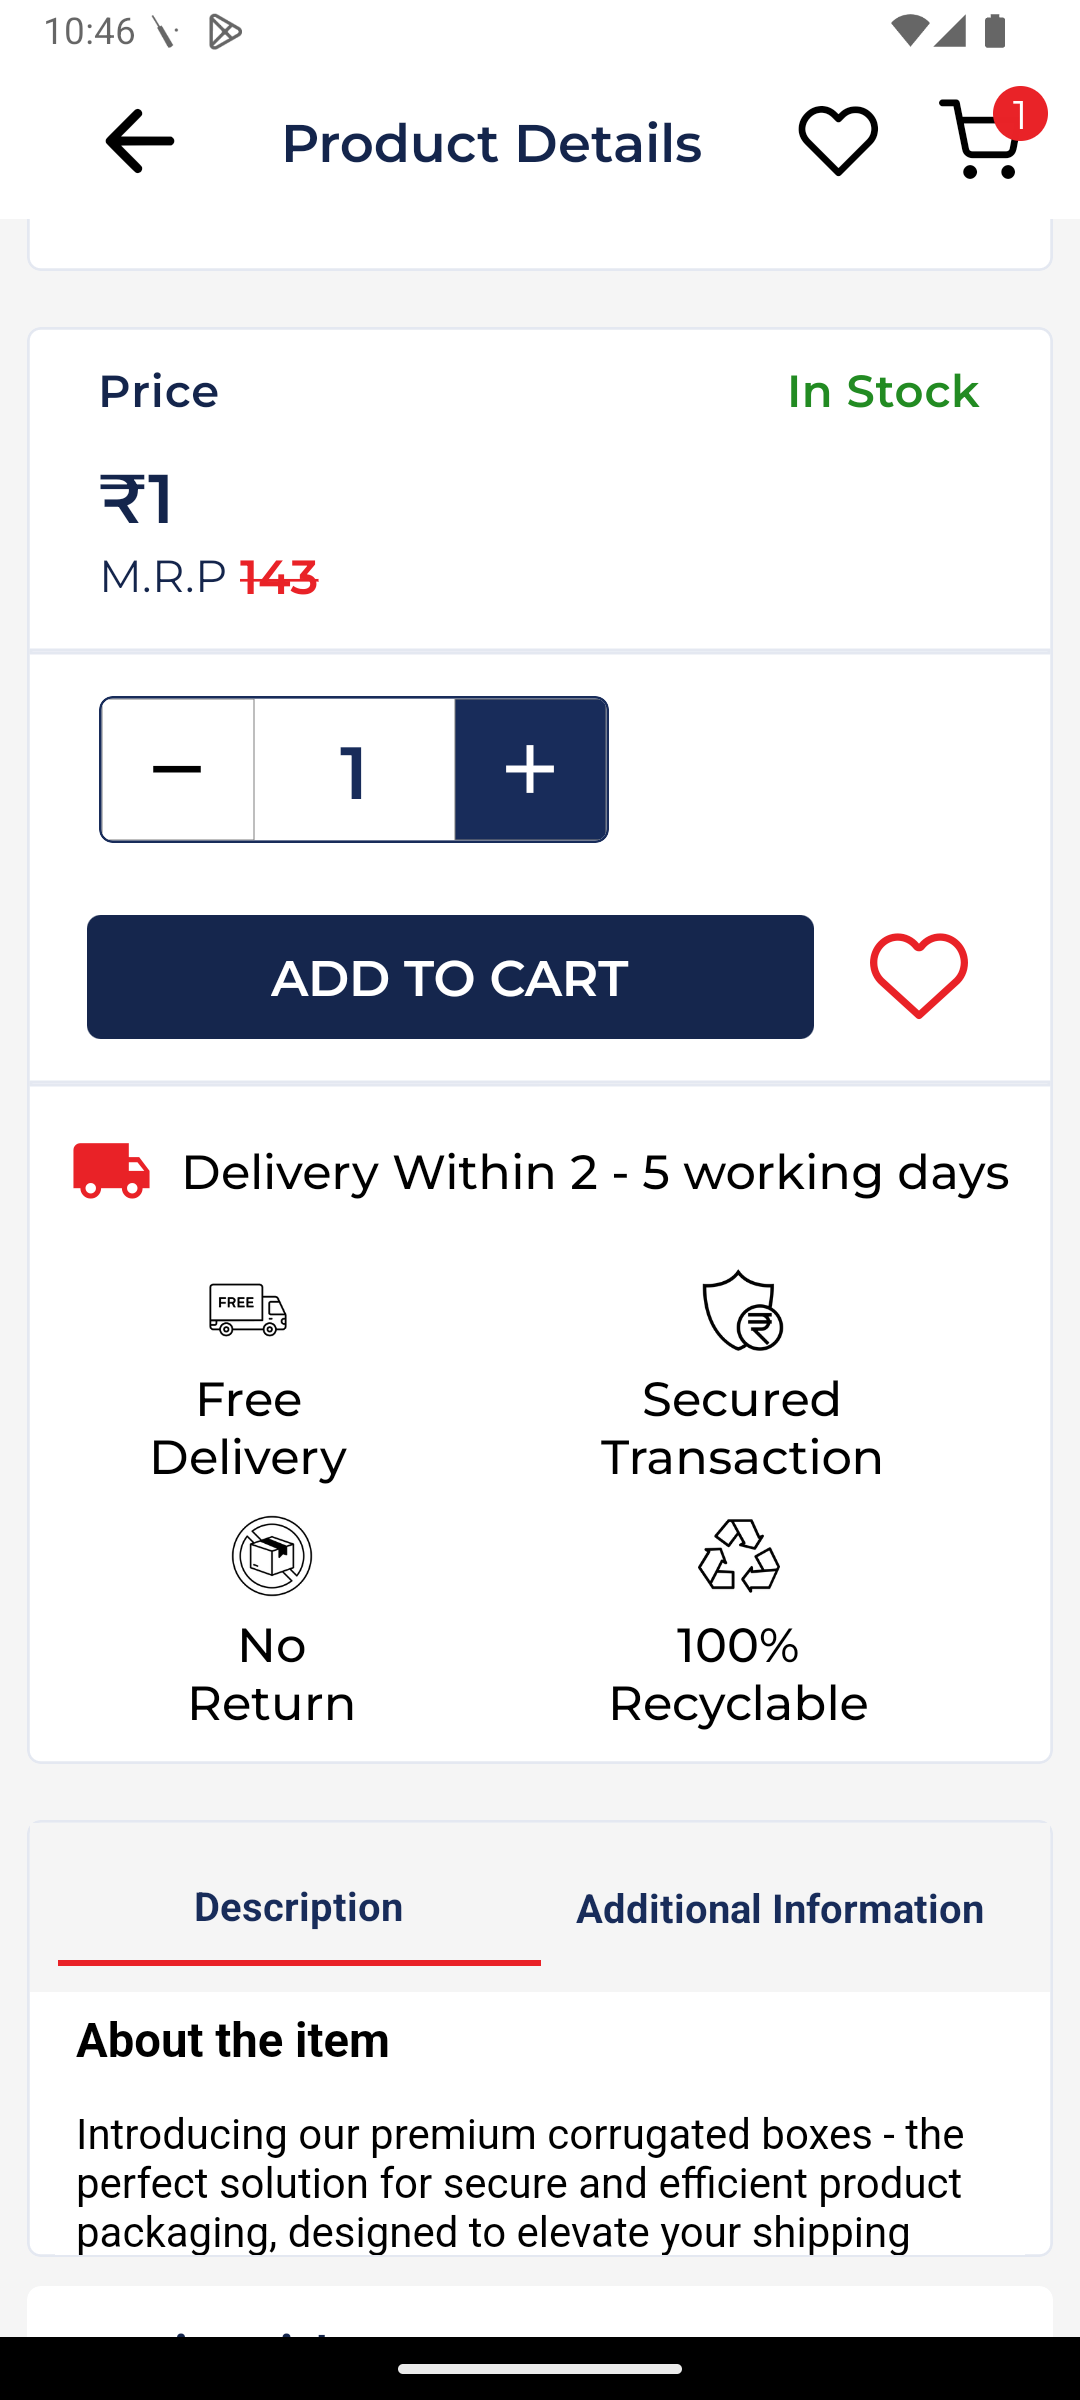 10:46
Product Details
1
Price
In Stock
₹1
M.R.P 143
1
ADD TO CART
Delivery Within 2 - 5 working days
FREE
Free
Delivery
Secured
Transaction
No
Return
100%
Recyclable
Description
Additional Information
About the item
Introducing our premium corrugated boxes - the
perfect solution for secure and efficient product
packaging, designed to elevate your shipping